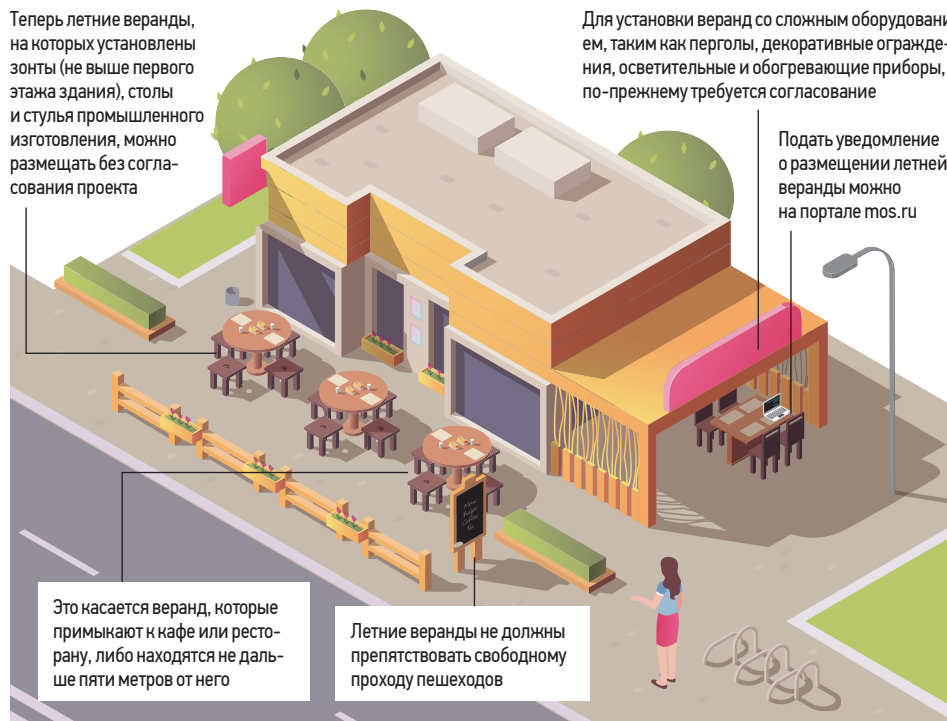 Теперь летние веранды,
на которых установлены
зонты (не выше первого
этажа здания), столы
и стулья промышленного
изготовления, можно
размещать без согла-
сования проекта
Для установки веранд со сложным оборудовани
ем, таким как перголы, декоративные огражде-
ния, осветительные и обогревающие приборы,
по-прежнему требуется согласование
Подать уведомление
о размещении летней
веранды можно
на портале mos.ru
Это касается веранд, которые
примыкают к кафе или ресто-
рану, либо находятся не даль-
ше пяти метров от него
Летние веранды не должны
препятствовать свободному
проходу пешеходов